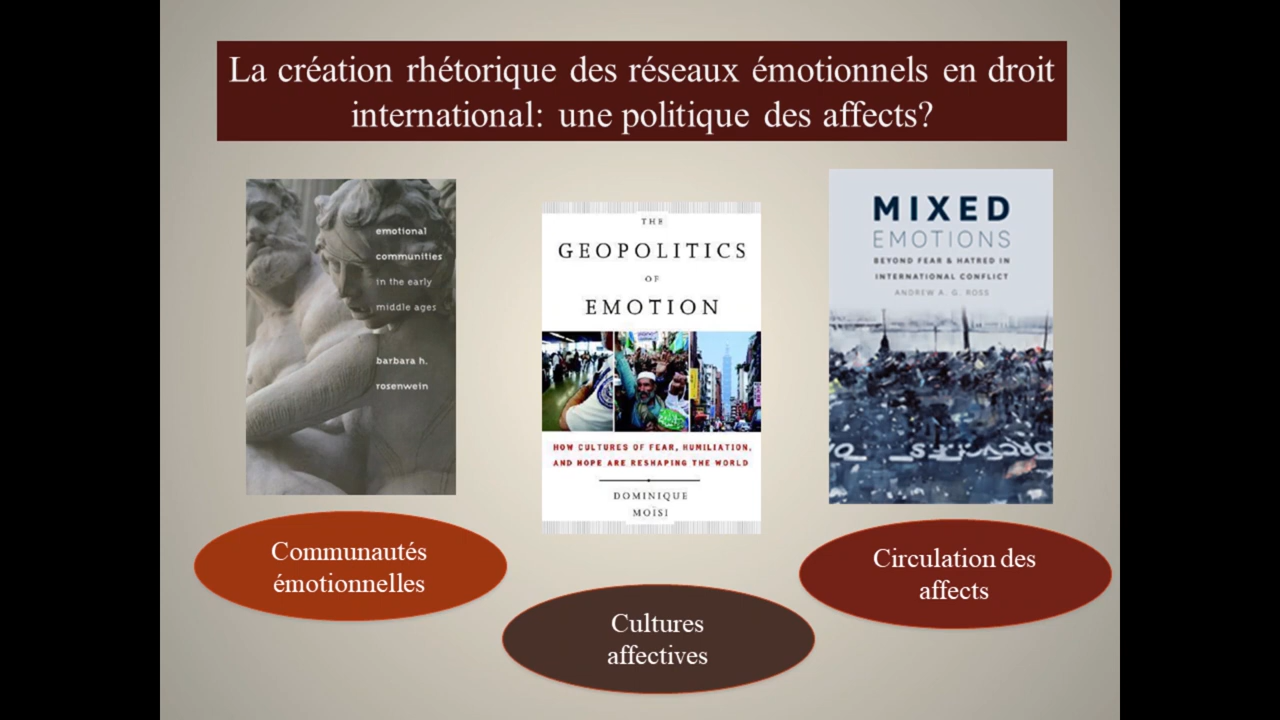 La création rhétorique des réseaux émotionnels en droit
international: une politique des affects?
emotional
communities
in the early
middle ages
barbara h.
rosenwein
Communautés
émotionnelles
THE
GEOPOLITICS
OF
EMOTION
HOW CULTURES OF FEAR, HUMILIATION,
AND HOPE ARE RESHAPING THE WORLD
DOMINIQUE
MOÏSI
Cultures
affectives
MIXED
EMOTIONS
BEYOND FEAR & HATRED IN
INTERNATIONAL CONFLICT
ANDREW A. G. ROSS
Circulation des
affects